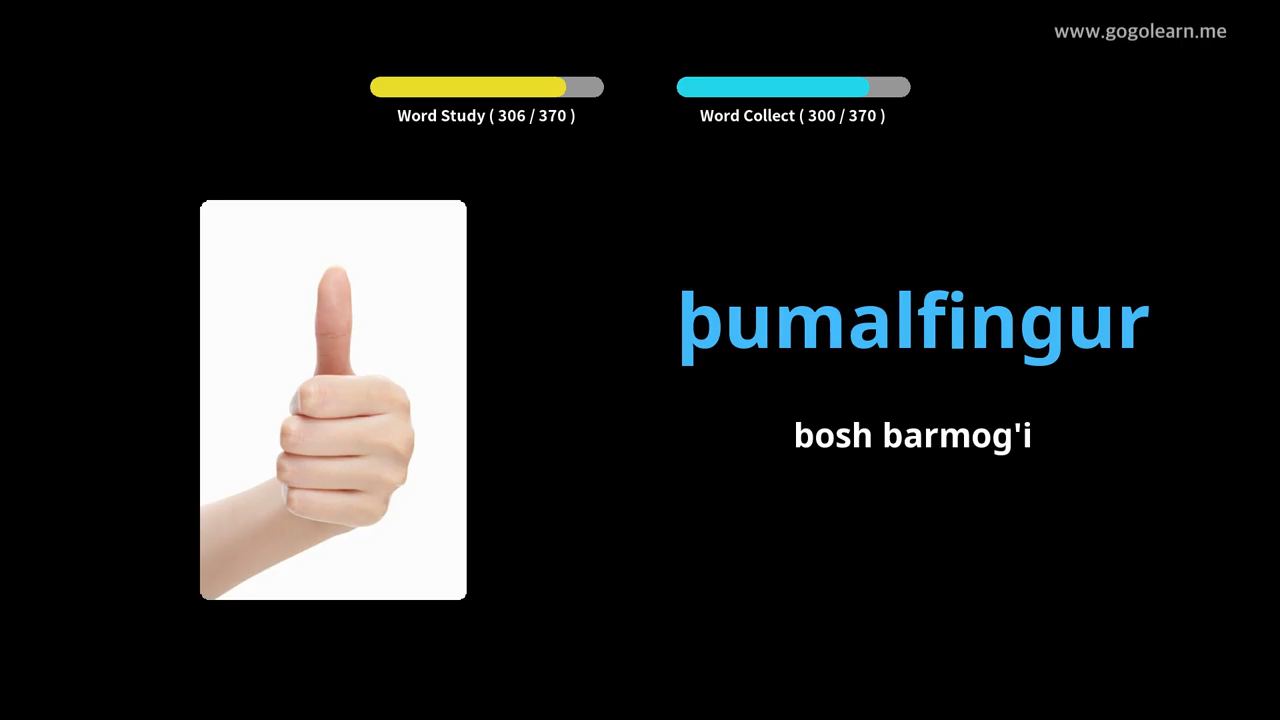 www.gogolearn.me
Word Study ( 306 / 370 )
Word Collect ( 300 / 370 )
þumalfingur
bosh barmog'i